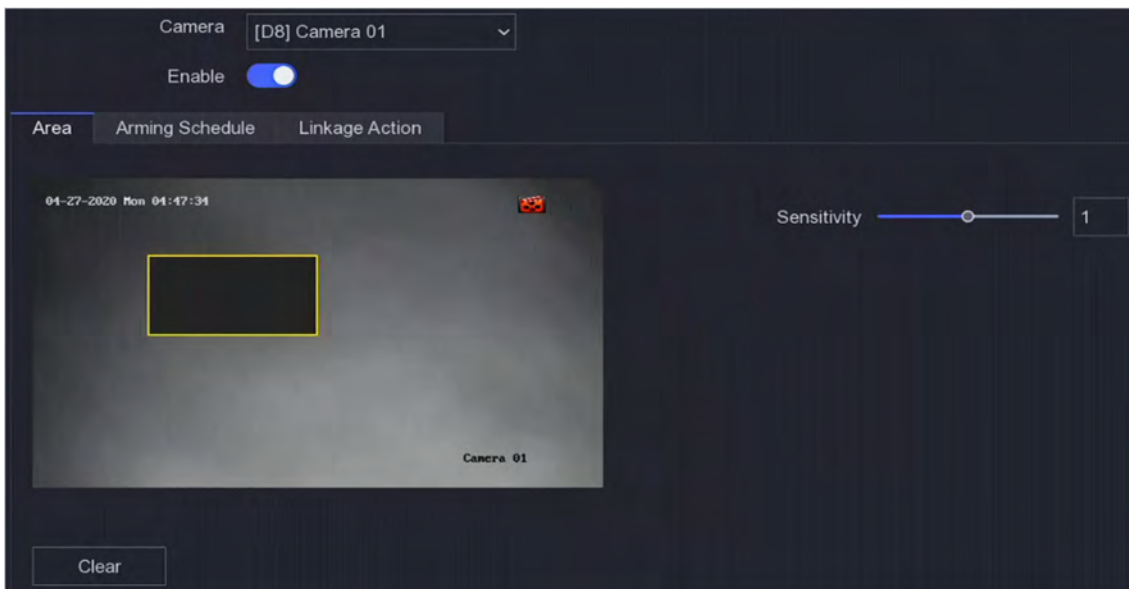 Camera [D8] Camera 01
Enable
Area Arming Schedule Linkage Action
04-27-2020 Mon 04:47:34
Sensitivity 1
Camera 01
Clear